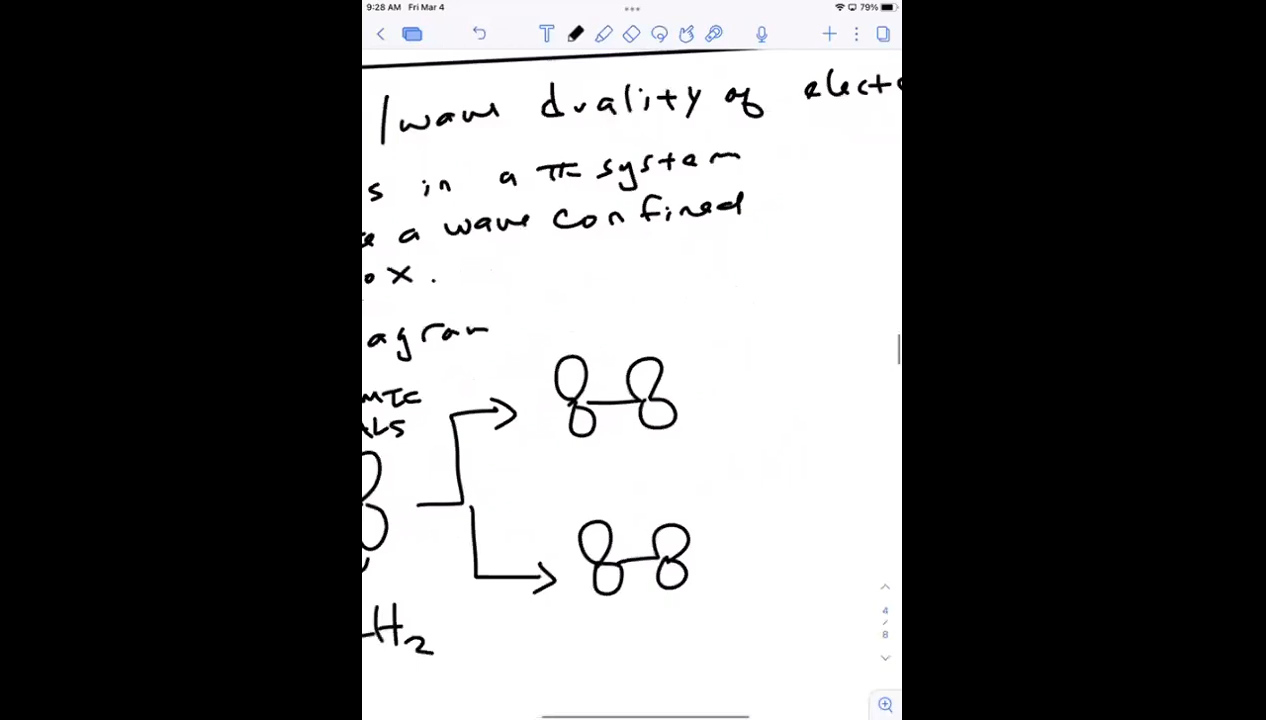 9:28 AM Fri Mar 4
79%
/wave duality of elect
s in a π system
a wave confined
ox.
agram
MIC
ALS
H2
4
/
8